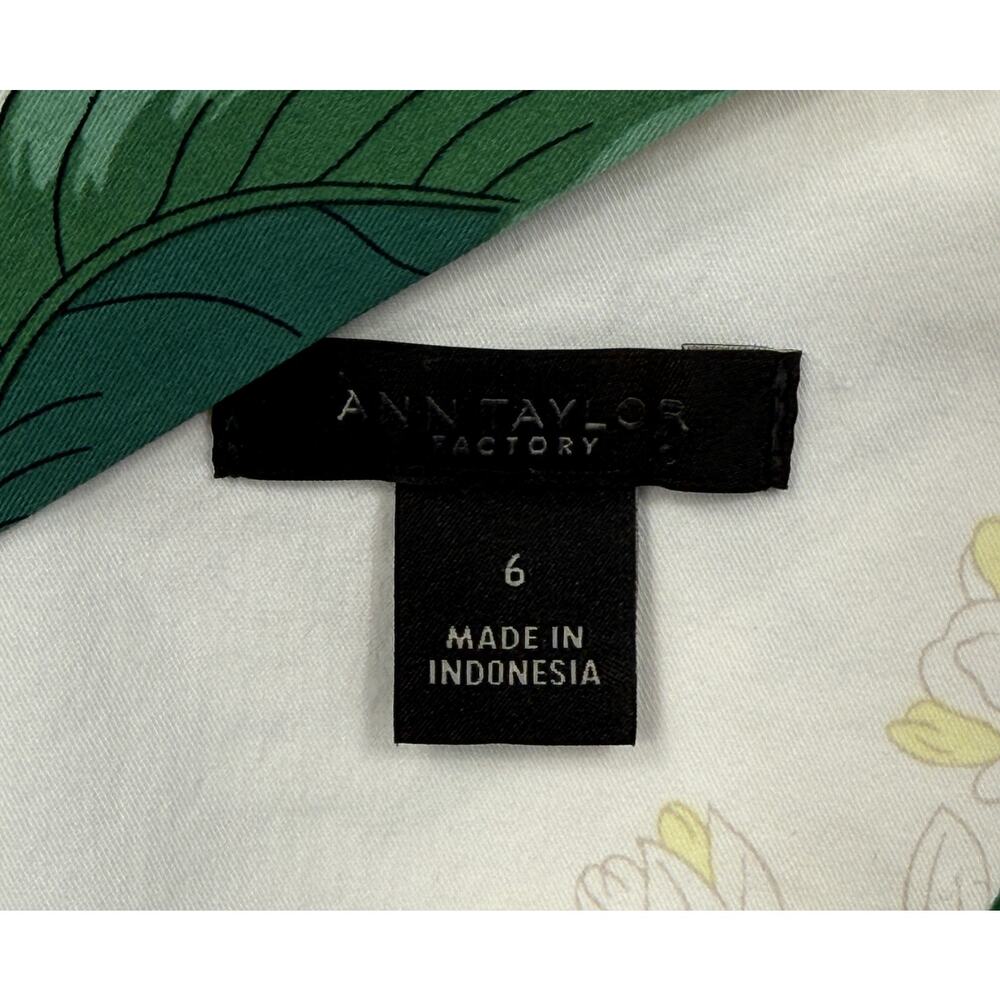 ANN TAYLOR
FACTORY
6
MADE IN
INDONESIA